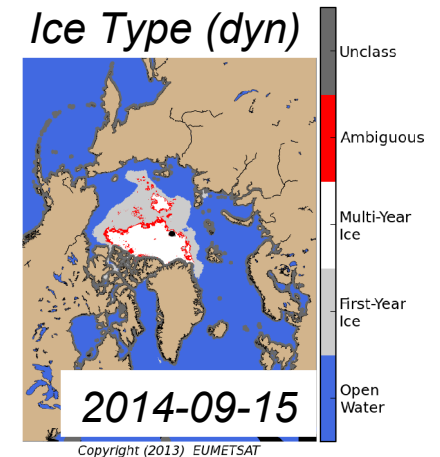 Ice Type (dyn)
Unclass
Ambiguous
Multi-Year
Ice
First-Year
Ice
Open
Water
2014-09-15
Copyright (2013) EUMETSAT